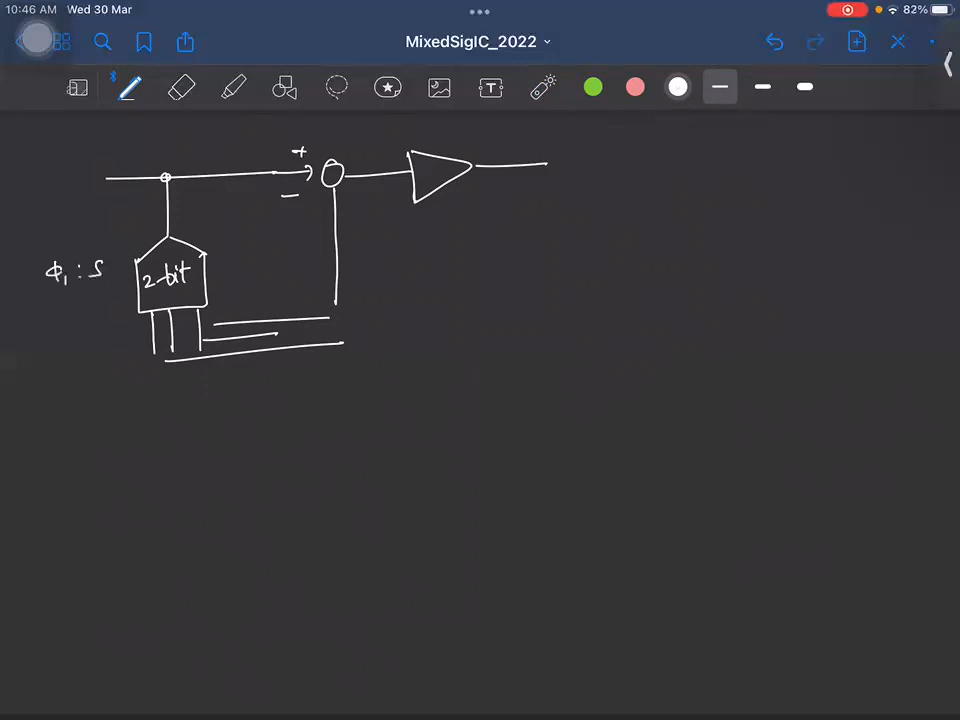 10:46 AM Wed 30 Mar
82%
MixedSigIC_2022
T
+
−
Φ₁ : S
2-bit